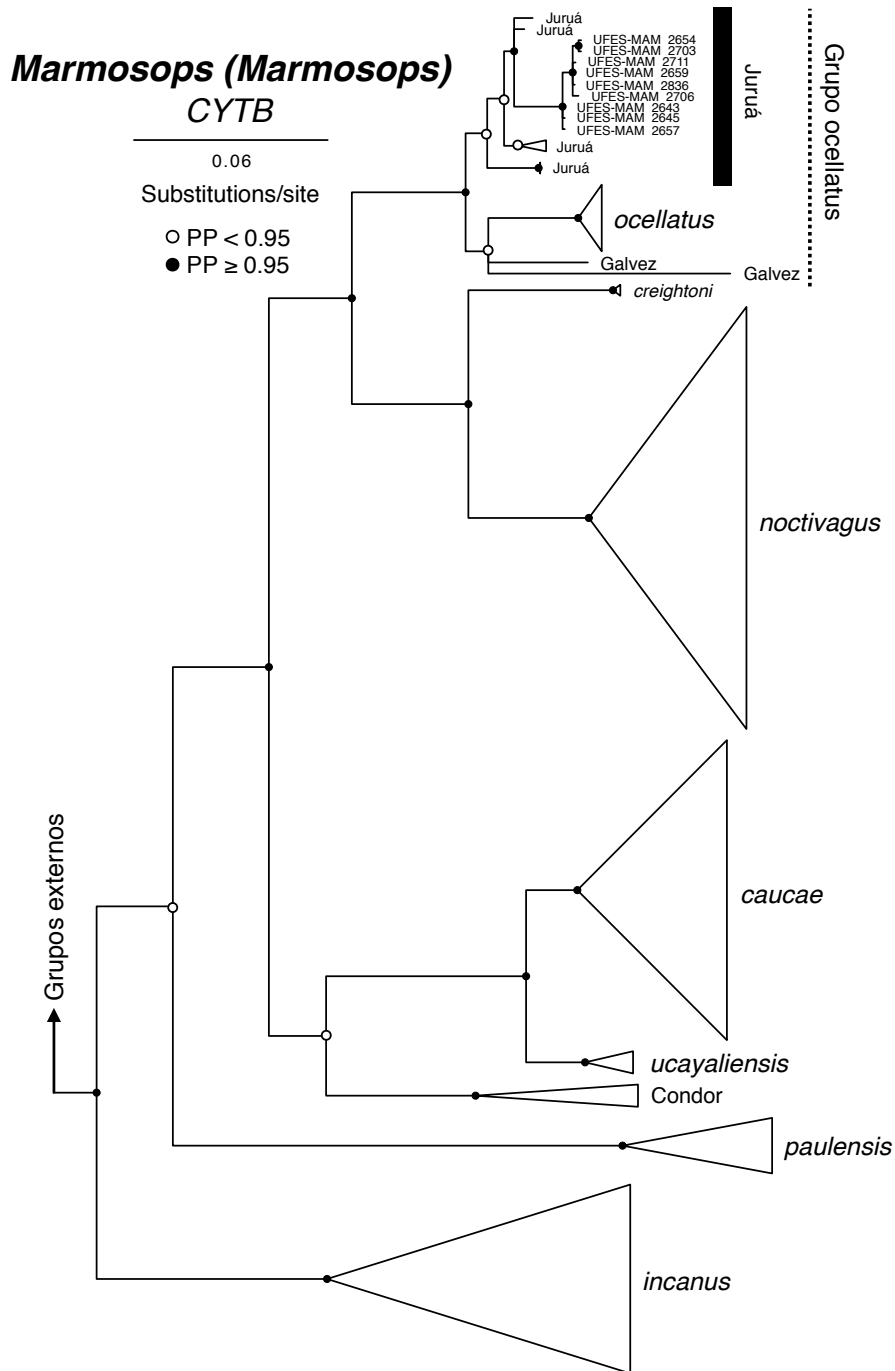 Marmosops (Marmosops)
CYTB
0.06
Substitutions/site
PP < 0.95
PP ≥ 0.95
Juruá
Juruá
UFES-MAM 2654
UFES-MAM 2703
UFES-MAM 2711
UFES-MAM 2659
UFES-MAM 2836
UFES-MAM 2706
UFES-MAM 2643
UFES-MAM 2645
UFES-MAM 2657
Juruá
Juruá
Juruá
Grupo ocellatus
ocellatus
Galvez
Galvez
creightoni
noctivagus
caucae
Grupos externos
ucayaliensis
Condor
paulensis
incanus